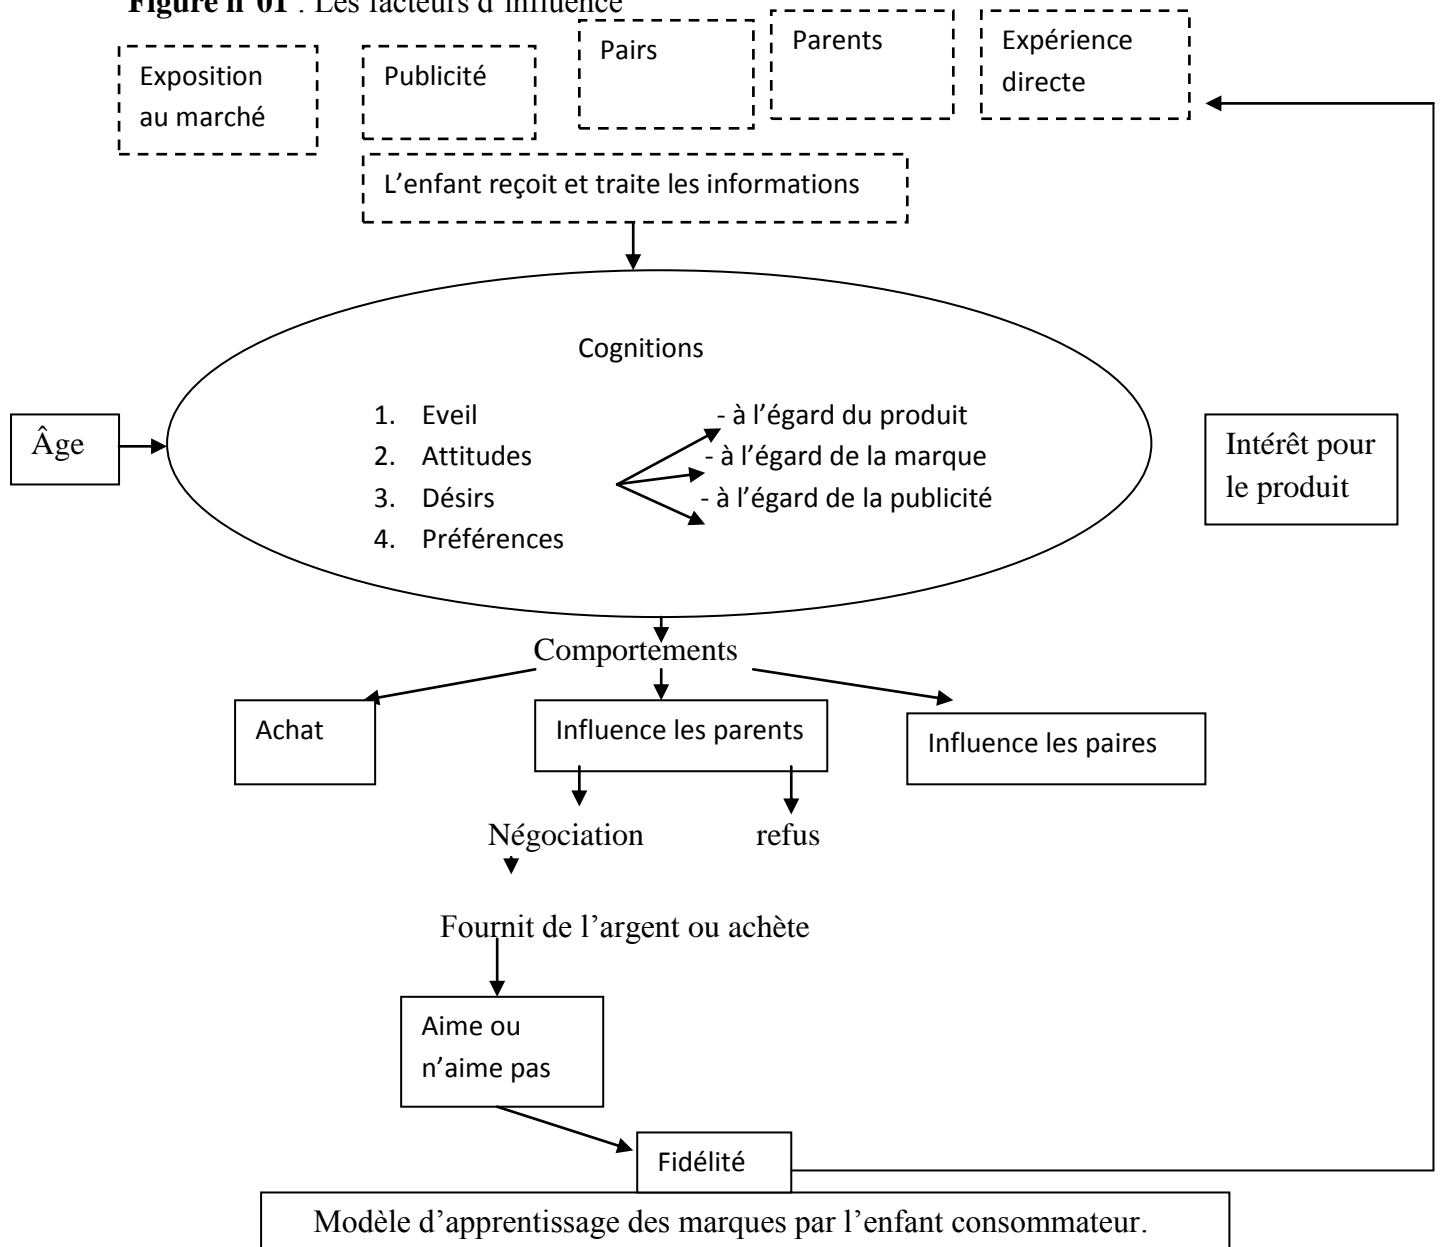 Figure n°01 : Les facteurs d'influence
Exposition
au marché
Publicité
Pairs
Parents
Expérience
directe
L'enfant reçoit et traite les informations
Cognitions
Âge
1. Eveil
2. Attitudes
3. Désirs
4. Préférences
- à l'égard du produit
- à l'égard de la marque
- à l'égard de la publicité
Intérêt pour
le produit
Comportements
Achat
Influence les parents
Influence les paires
Négociation
refus
Fournit de l'argent ou achète
Aime ou
n'aime pas
Fidélité
Modèle d'apprentissage des marques par l'enfant consommateur.